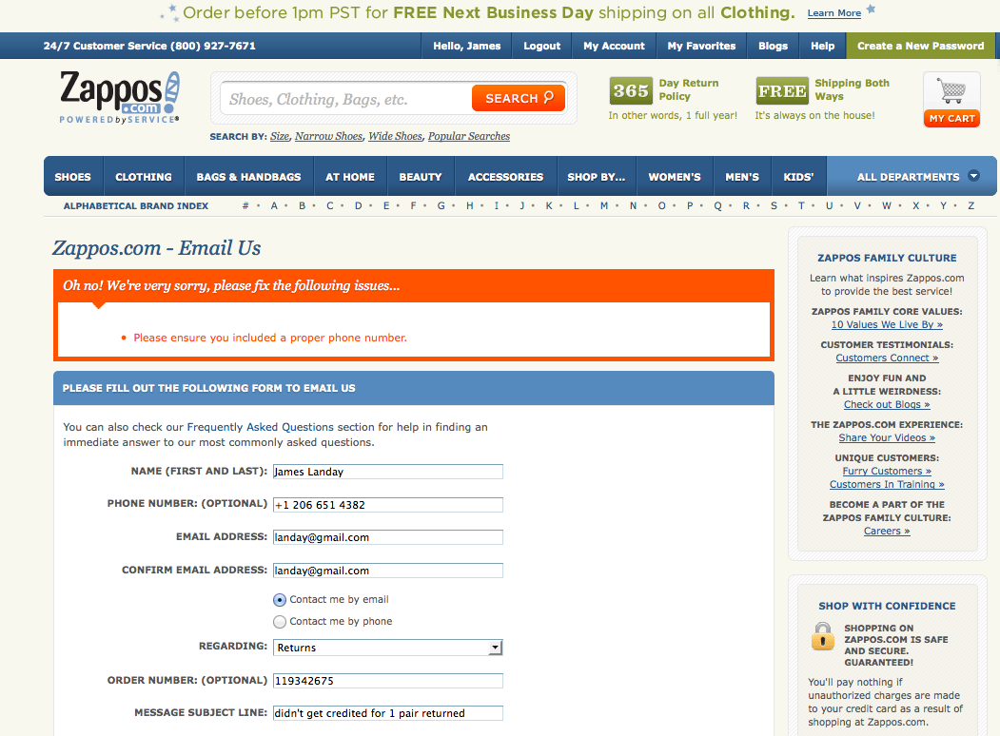 Order before 1pm PST for FREE Next Business Day shipping on all Clothing. Learn More
24/7 Customer Service (800) 927-7671 Hello, James Logout My Account My Favorites Blogs Help Create a New Password
Zappos
.com
POWEREDbySERVICE®
Shoes, Clothing, Bags, etc. SEARCH
SEARCH BY: Size, Narrow Shoes, Wide Shoes, Popular Searches
365 Day Return Policy
In other words, 1 full year!
FREE Shipping Both Ways
It's always on the house!
MY CART
SHOES CLOTHING BAGS & HANDBAGS AT HOME BEAUTY ACCESSORIES SHOP BY... WOMEN'S MEN'S KIDS' ALL DEPARTMENTS
ALPHABETICAL BRAND INDEX # • A • B • C • D • E • F • G • H • I • J • K • L • M • N • O • P • Q • R • S • T • U • V • W • X • Y • Z
Zappos.com - Email Us
Oh no! We're very sorry, please fix the following issues...
• Please ensure you included a proper phone number.
PLEASE FILL OUT THE FOLLOWING FORM TO EMAIL US
You can also check our Frequently Asked Questions section for help in finding an
immediate answer to our most commonly asked questions.
NAME (FIRST AND LAST): James Landay
PHONE NUMBER: (OPTIONAL) +1 206 651 4382
EMAIL ADDRESS: landay@gmail.com
CONFIRM EMAIL ADDRESS: landay@gmail.com
Contact me by email
Contact me by phone
REGARDING: Returns
ORDER NUMBER: (OPTIONAL) 119342675
MESSAGE SUBJECT LINE: didn't get credited for 1 pair returned
ZAPPOS FAMILY CULTURE
Learn what inspires Zappos.com
to provide the best service!
ZAPPOS FAMILY CORE VALUES:
10 Values We Live By »
CUSTOMER TESTIMONIALS:
Customers Connect »
ENJOY FUN AND
A LITTLE WEIRDNESS:
Check out Blogs »
THE ZAPPOS.COM EXPERIENCE:
Share Your Videos »
UNIQUE CUSTOMERS:
Furry Customers »
Customers In Training »
BECOME A PART OF THE
ZAPPOS FAMILY CULTURE:
Careers »
SHOP WITH CONFIDENCE
SHOPPING ON
ZAPPOS.COM IS SAFE
AND SECURE.
GUARANTEED!
You'll pay nothing if
unauthorized charges are made
to your credit card as a result of
shopping at Zappos.com.